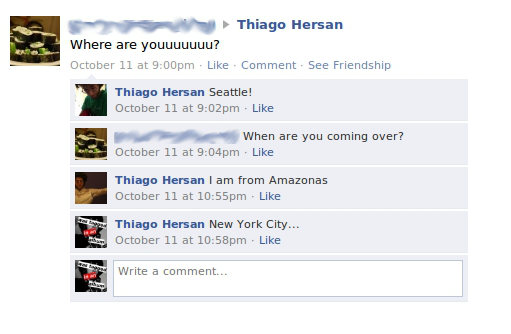 Thiago Hersan
Where are youuuuuuu?
October 11 at 9:00pm · Like · Comment · See Friendship
Thiago Hersan Seattle!
October 11 at 9:02pm · Like
When are you coming over?
October 11 at 9:04pm · Like
Thiago Hersan I am from Amazonas
October 11 at 10:55pm · Like
Thiago Hersan New York City...
October 11 at 10:58pm · Like
Write a comment...